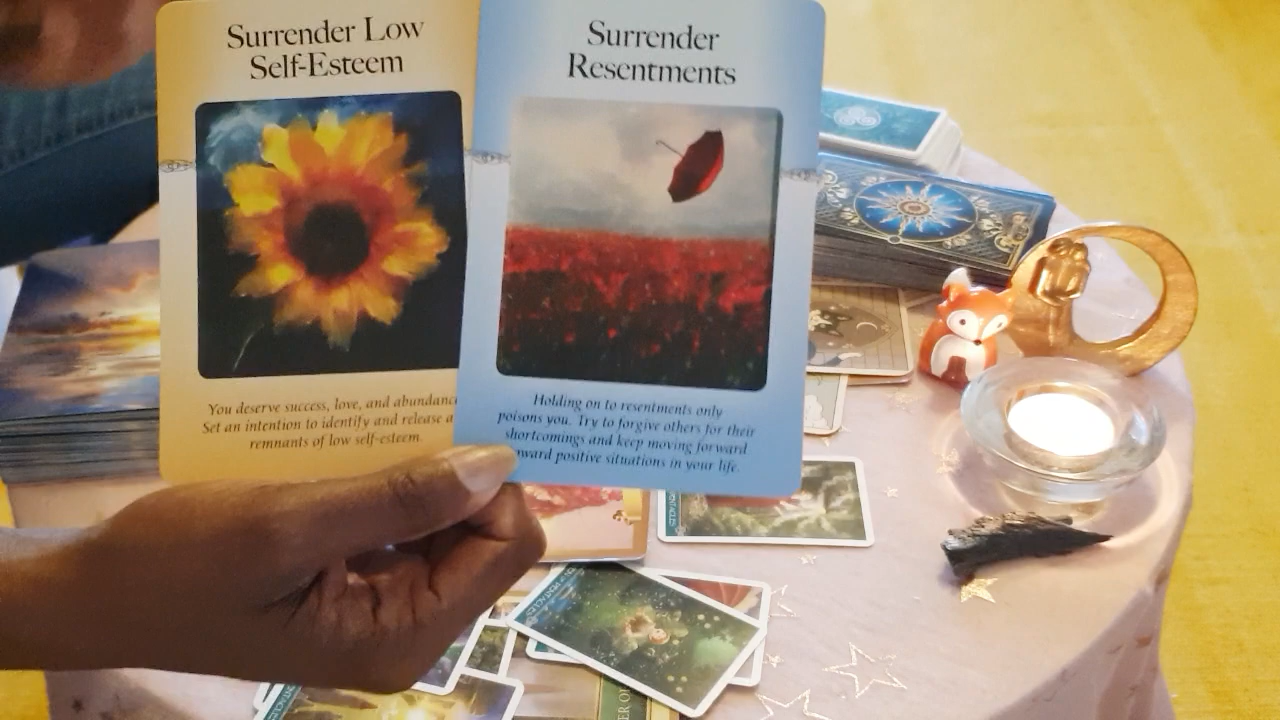 Surrender Low
Self-Esteem
You deserve success, love, and abundanc
Set an intention to identify and release a
remnants of low self-esteem.
Surrender
Resentments
Holding on to resentments only
poisons you. Try to forgive others for their
shortcomings and keep moving forward
oward positive situations in your life.